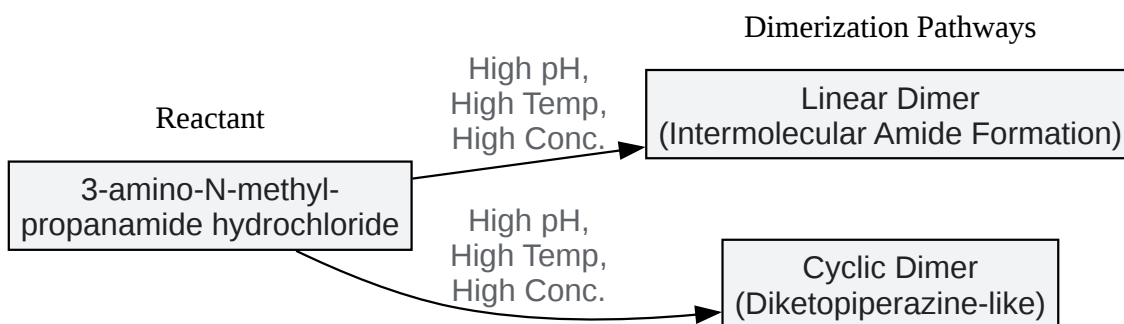 Dimerization Pathways
High pH,
High Temp,
High Conc.
Linear Dimer
(Intermolecular Amide Formation)
Reactant
3-amino-N-methyl-
propanamide hydrochloride
High pH,
High Temp,
High Conc.
Cyclic Dimer
(Diketopiperazine-like)